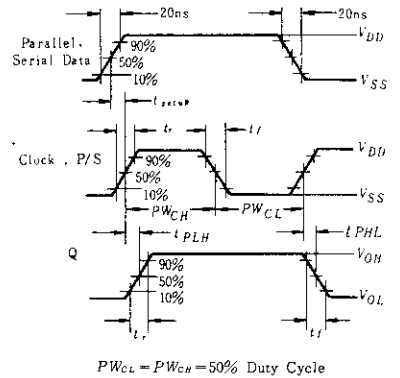 20ns 20ns
Parallel,
Serial Data
90%
50%
10%
V_DD
V_SS
t_setup
t_r t_f
Clock, P/S
90%
50%
10%
V_DD
V_SS
PW_CH PW_CL
t_PLH t_PHL
Q
90%
50%
10%
V_OH
V_OL
t_r t_f
PW_CL = PW_CH = 50% Duty Cycle